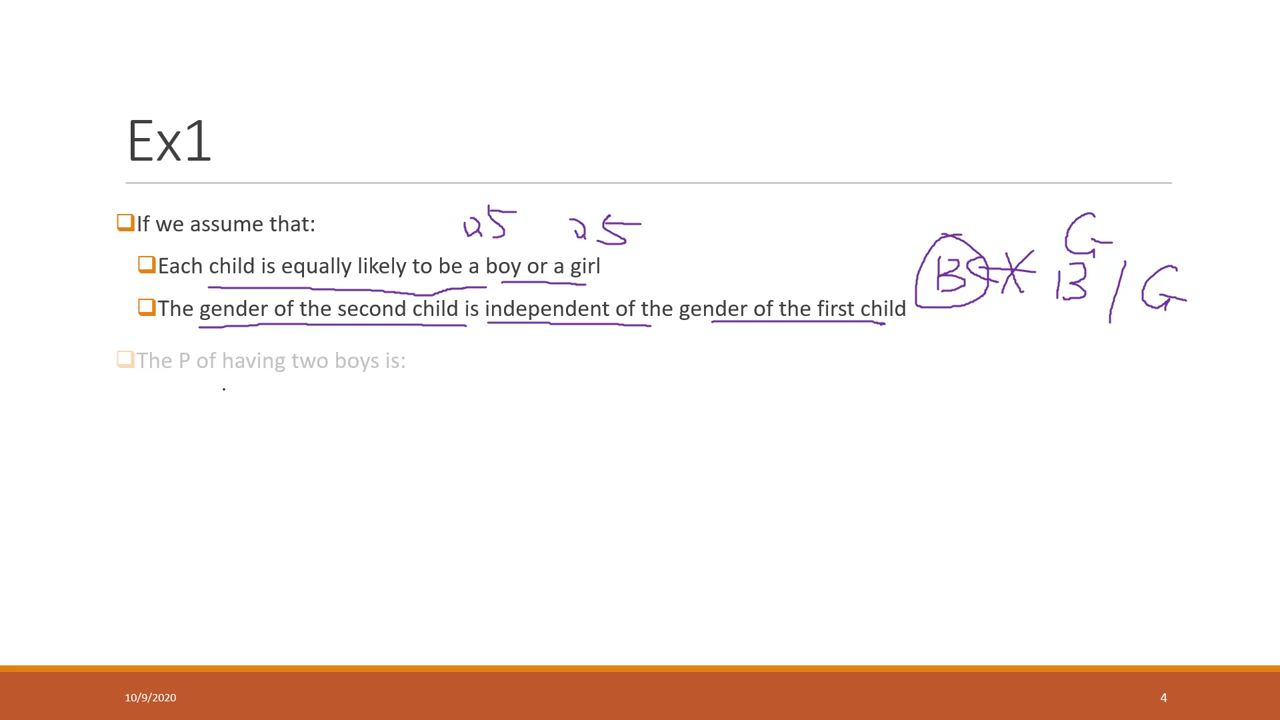 Ex1
If we assume that:
0.5 0.5
Each child is equally likely to be a boy or a girl
G
B B / G
The gender of the second child is independent of the gender of the first child
The P of having two boys is:
10/9/2020
4